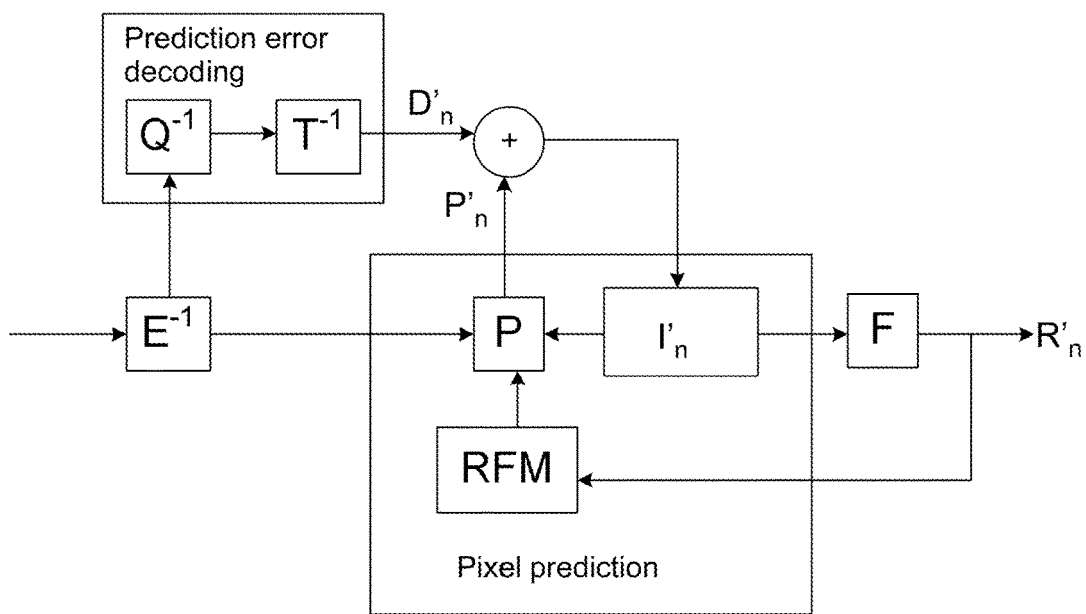 Prediction error
decoding
Q⁻¹
T⁻¹
D'ₙ
+
P'ₙ
E⁻¹
P
I'ₙ
F
R'ₙ
RFM
Pixel prediction